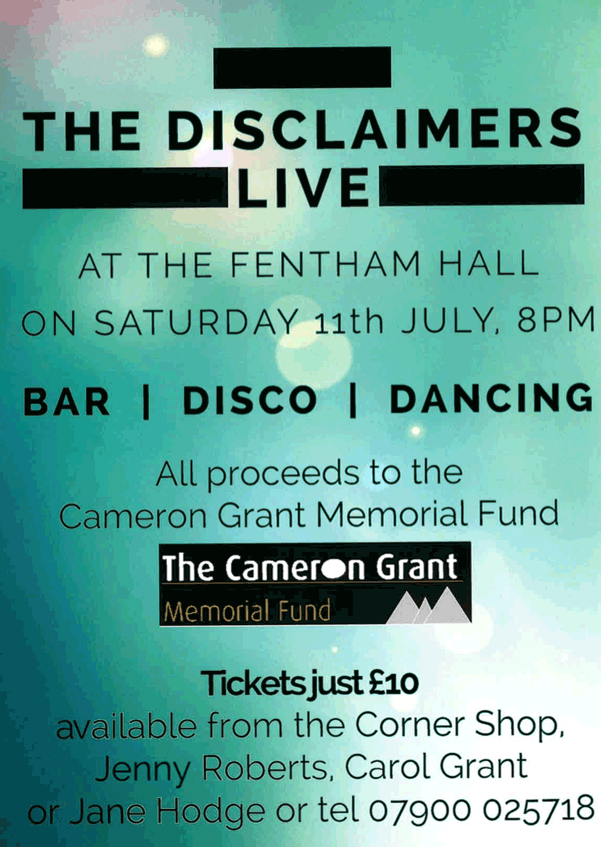 THE DISCLAIMERS
LIVE
AT THE FENTHAM HALL
ON SATURDAY 11th JULY, 8PM
BAR | DISCO | DANCING
All proceeds to the
Cameron Grant Memorial Fund
The Cameron Grant
Memorial Fund
Tickets just £10
available from the Corner Shop,
Jenny Roberts, Carol Grant
or Jane Hodge or tel 07900 025718